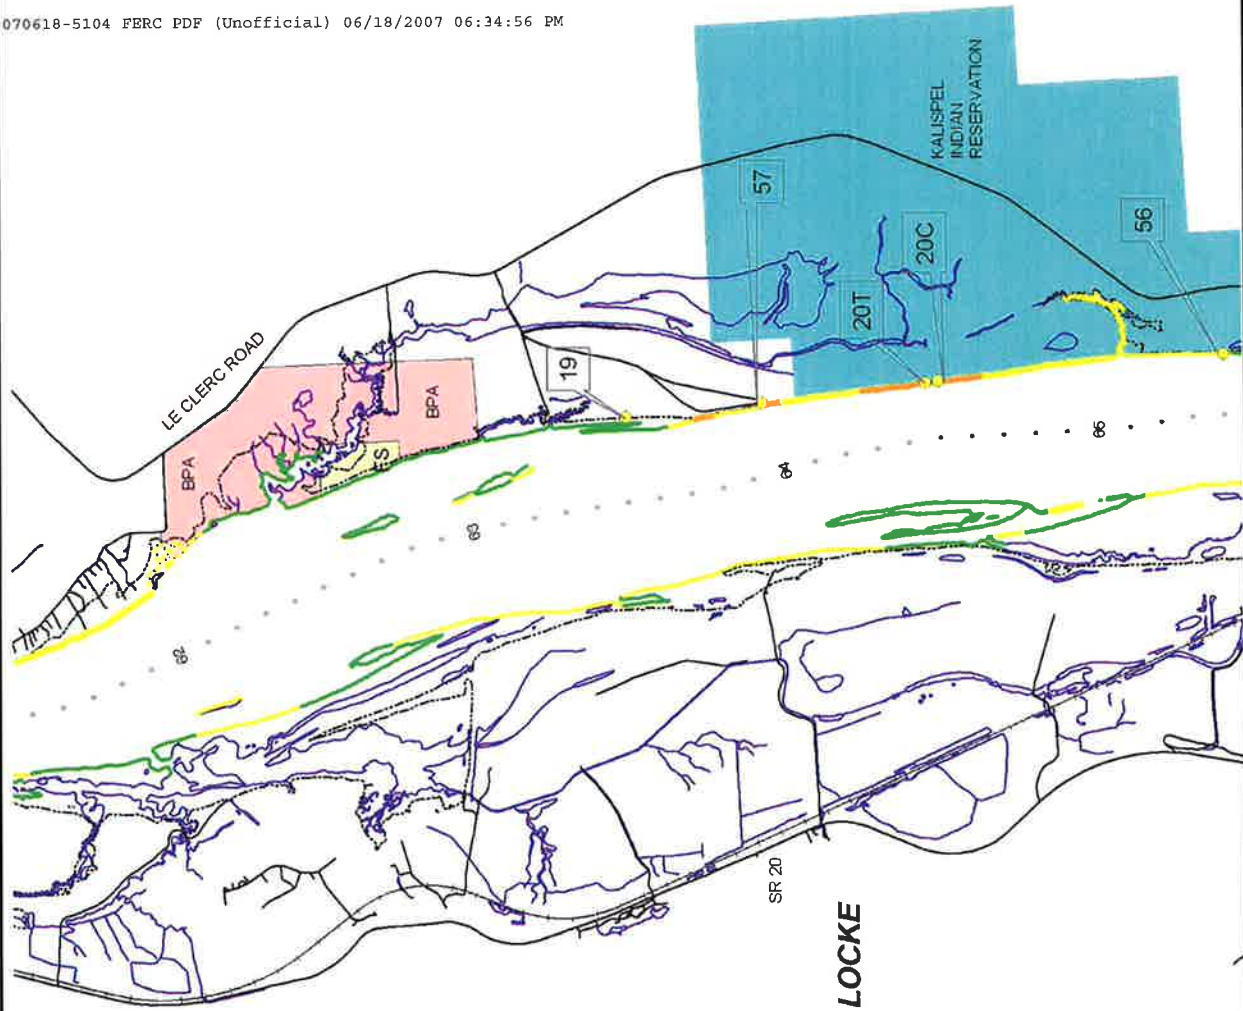 070618-5104 FERC PDF (Unofficial) 06/18/2007 06:34:56 PM
KALISPEL
INDIAN
RESERVATION
57
20C
56
20T
LE CLERC ROAD
19
BPA
BPA
64
65
63
62
SR 20
LOCKE